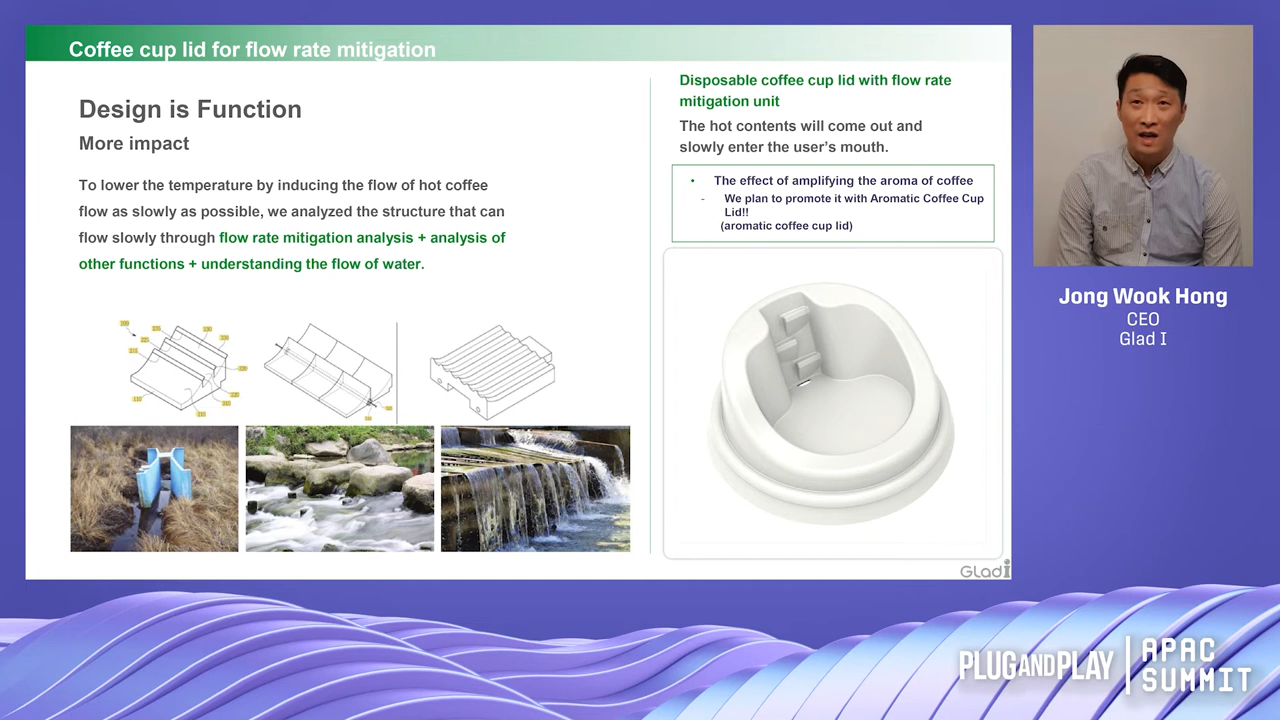 Coffee cup lid for flow rate mitigation
Design is Function
More impact
To lower the temperature by inducing the flow of hot coffee
flow as slowly as possible, we analyzed the structure that can
flow slowly through flow rate mitigation analysis + analysis of
other functions + understanding the flow of water.
Disposable coffee cup lid with flow rate
mitigation unit
The hot contents will come out and
slowly enter the user's mouth.
• The effect of amplifying the aroma of coffee
- We plan to promote it with Aromatic Coffee Cup
Lid!!
(aromatic coffee cup lid)
GLadi
Jong Wook Hong
CEO
Glad I
PLUGANDPLAY
APAC
SUMMIT